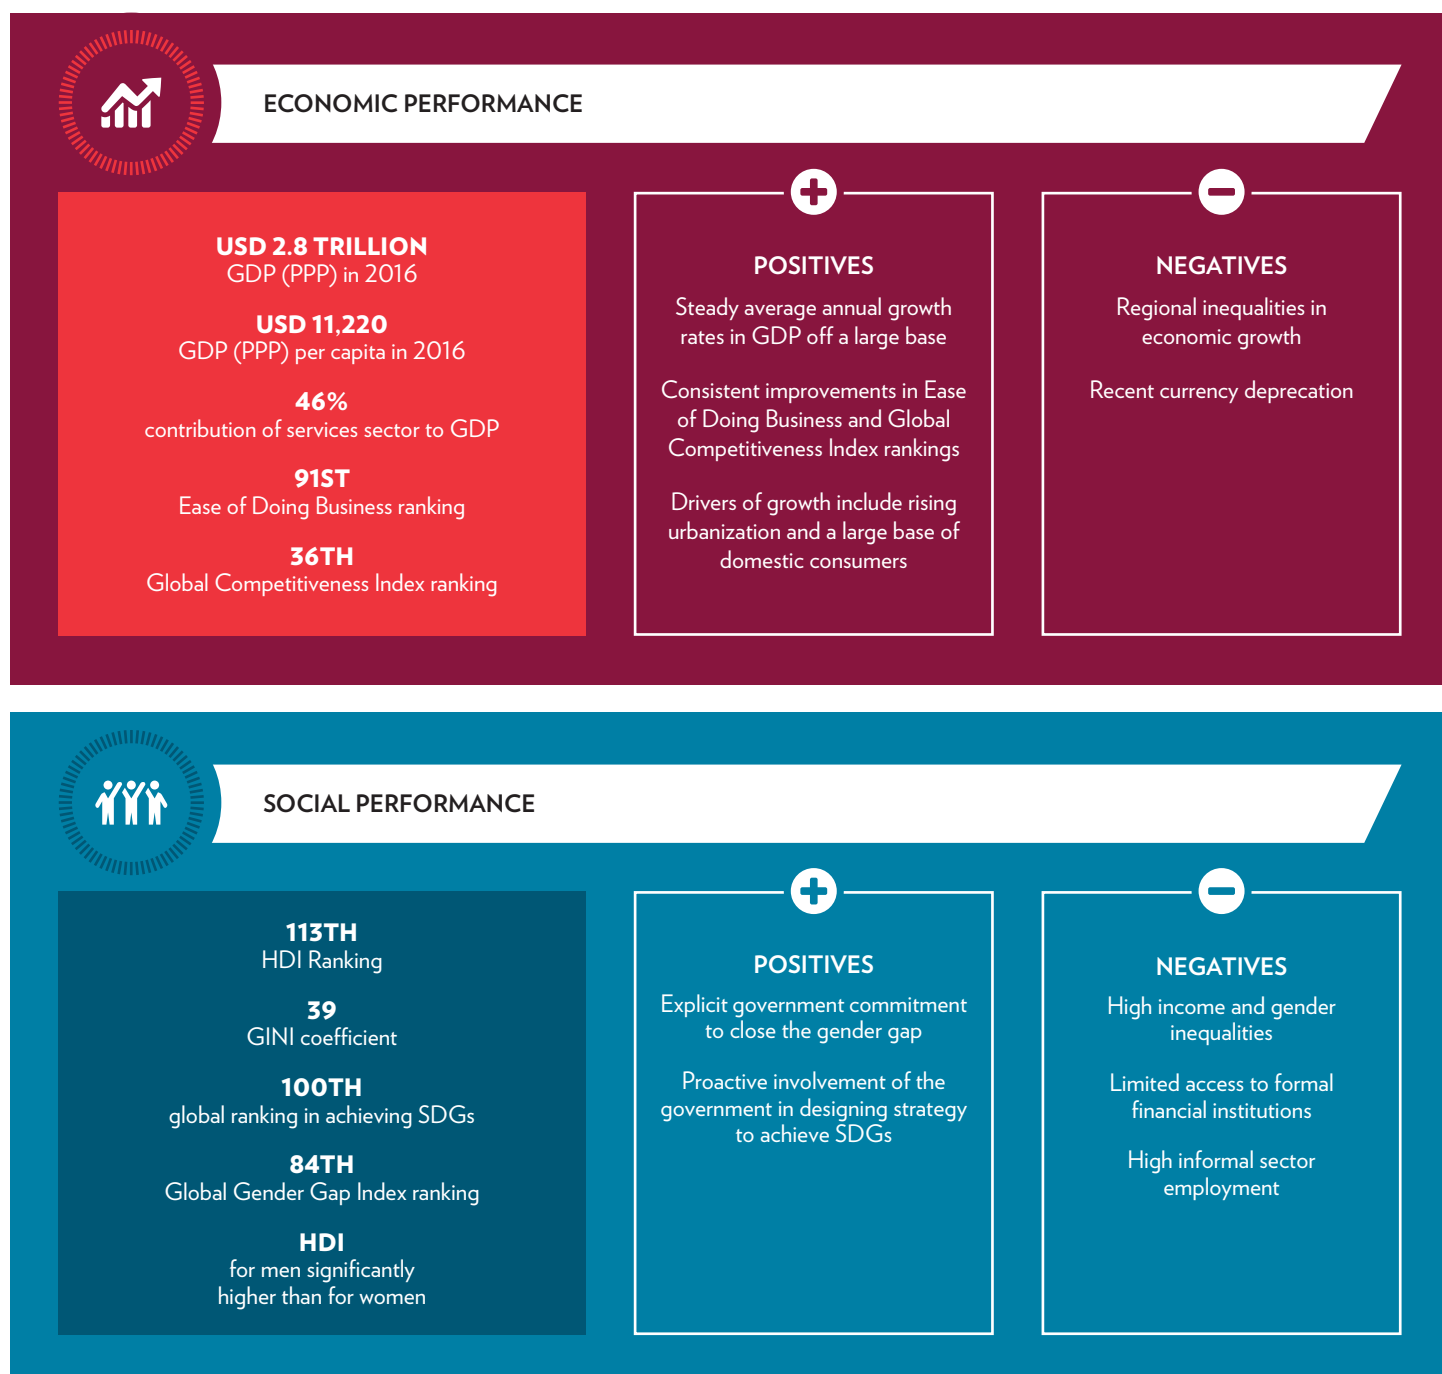 ECONOMIC PERFORMANCE
USD 2.8 TRILLION
GDP (PPP) in 2016
USD 11,220
GDP (PPP) per capita in 2016
46%
contribution of services sector to GDP
91ST
Ease of Doing Business ranking
36TH
Global Competitiveness Index ranking
POSITIVES
Steady average annual growth
rates in GDP off a large base
Consistent improvements in Ease
of Doing Business and Global
Competitiveness Index rankings
Drivers of growth include rising
urbanization and a large base of
domestic consumers
NEGATIVES
Regional inequalities in
economic growth
Recent currency deprecation
SOCIAL PERFORMANCE
113TH
HDI Ranking
39
GINI coefficient
100TH
global ranking in achieving SDGs
84TH
Global Gender Gap Index ranking
HDI
for men significantly
higher than for women
POSITIVES
Explicit government commitment
to close the gender gap
Proactive involvement of the
government in designing strategy
to achieve SDGs
NEGATIVES
High income and gender
inequalities
Limited access to formal
financial institutions
High informal sector
employment